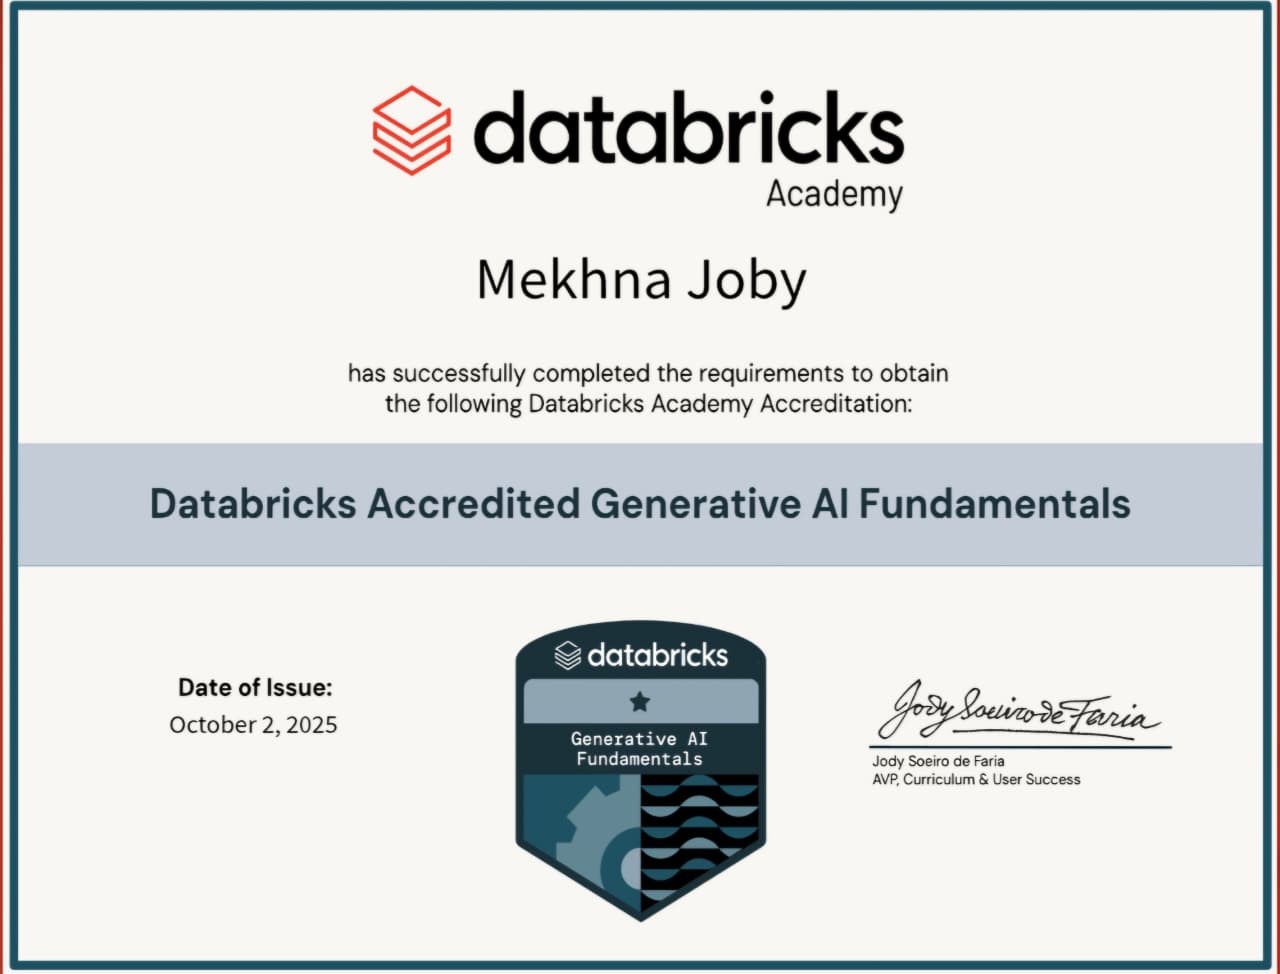 databricks
Academy
Mekhna Joby
has successfully completed the requirements to obtain
the following Databricks Academy Accreditation:
Databricks Accredited Generative AI Fundamentals
Date of Issue:
October 2, 2025
databricks
Generative AI
Fundamentals
Jody Soeiro de Faria
Jody Soeiro de Faria
AVP, Curriculum & User Success